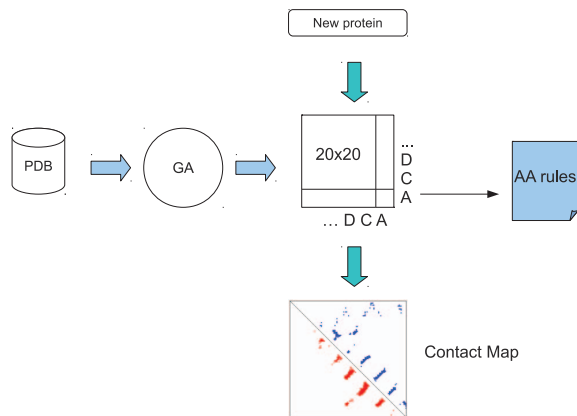 New protein
PDB
GA
20x20
...
D
C
A
AA rules
... D C A
Contact Map